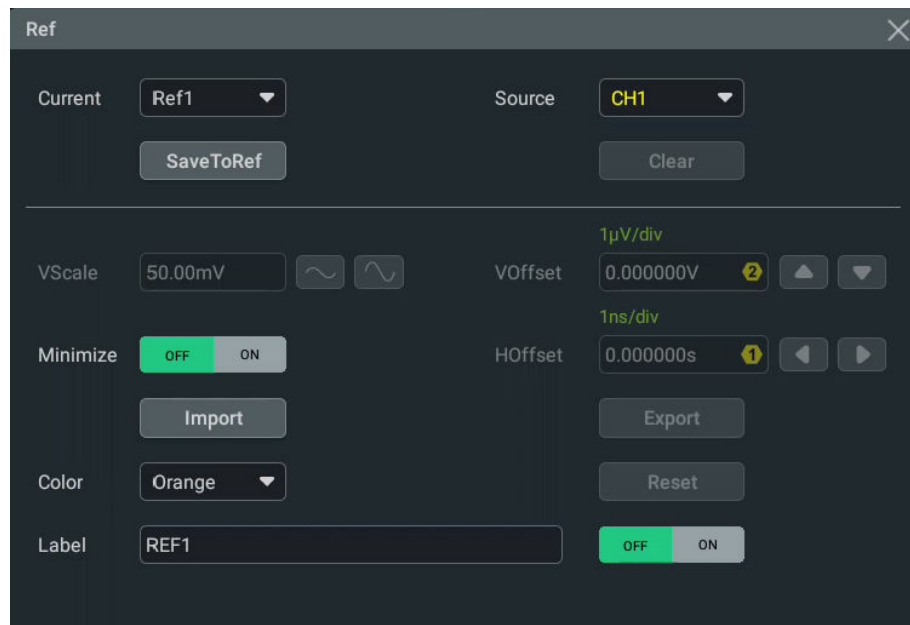 Ref
Current Ref1 Source CH1
SaveToRef Clear
1µV/div
VScale 50.00mV VOffset 0.000000V 2
1ns/div
Minimize OFF ON HOffset 0.000000s 1
Import Export
Color Orange Reset
Label REF1 OFF ON